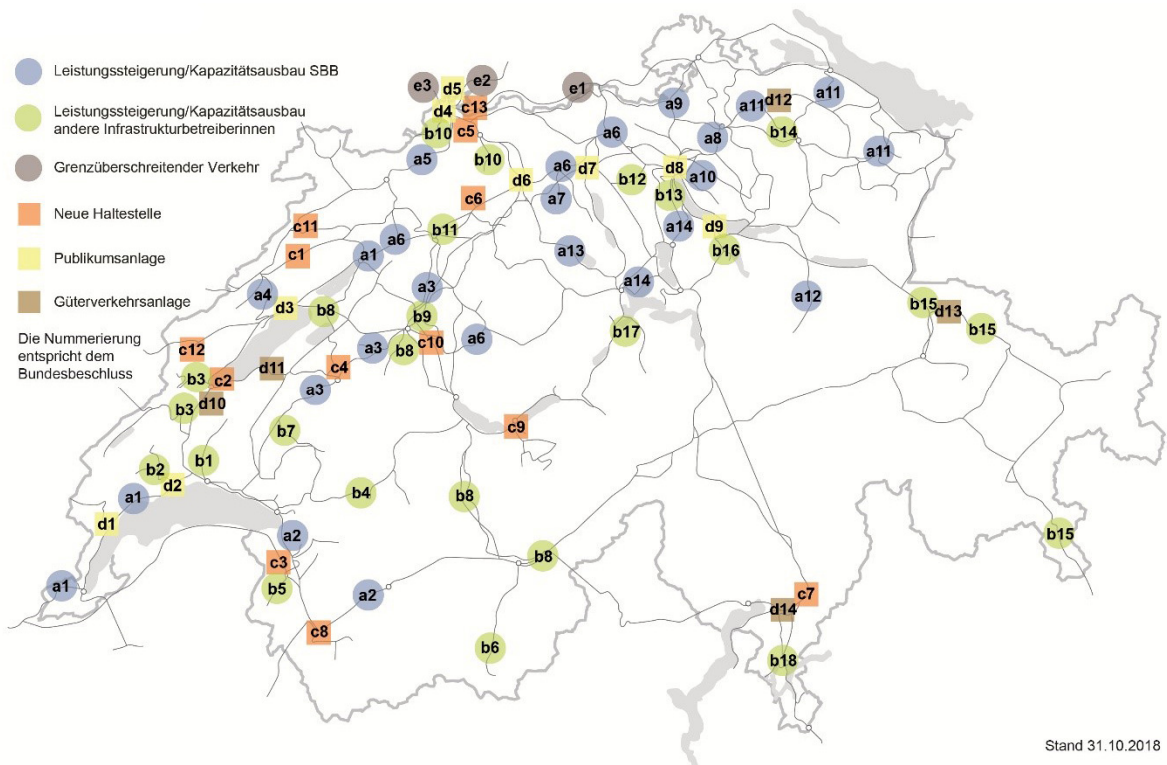 Leistungssteigerung/Kapazitätsausbau SBB
Leistungssteigerung/Kapazitätsausbau
andere Infrastrukturbetreiberinnen
Grenzüberschreitender Verkehr
Neue Haltestelle
Publikumsanlage
Güterverkehrsanlage
Die Nummerierung
entspricht dem
Bundesbeschluss
e3
d5
e2
e1
d4
c13
b10
c5
a5
b10
d6
a6
a7
d7
a6
b12
a9
a8
a11
d12
a11
b14
a11
d8
a10
b13
a14
d9
b16
c6
b11
a13
a14
b17
a12
c11
c1
a6
a1
a4
d3
b8
a3
b9
c10
b8
a3
a6
c12
b3
c2
d11
c4
a3
b3
d10
b7
c9
b15
d13
b15
b2
b1
d2
a1
d1
b4
b8
a2
c3
b5
a1
a2
c8
b8
b6
b15
c7
d14
b18
Stand 31.10.2018